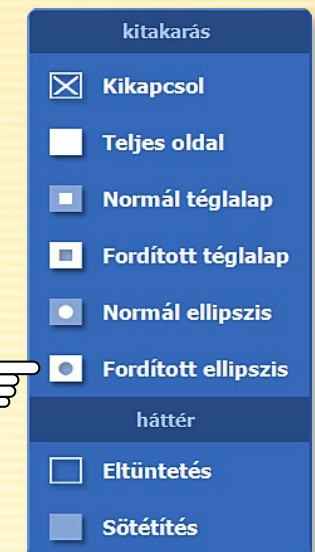 kitakarás
Kikapcsol
Teljes oldal
Normál téglalap
Fordított téglalap
Normál ellipszis
Fordított ellipszis
háttér
Eltüntetés
Sötétítés